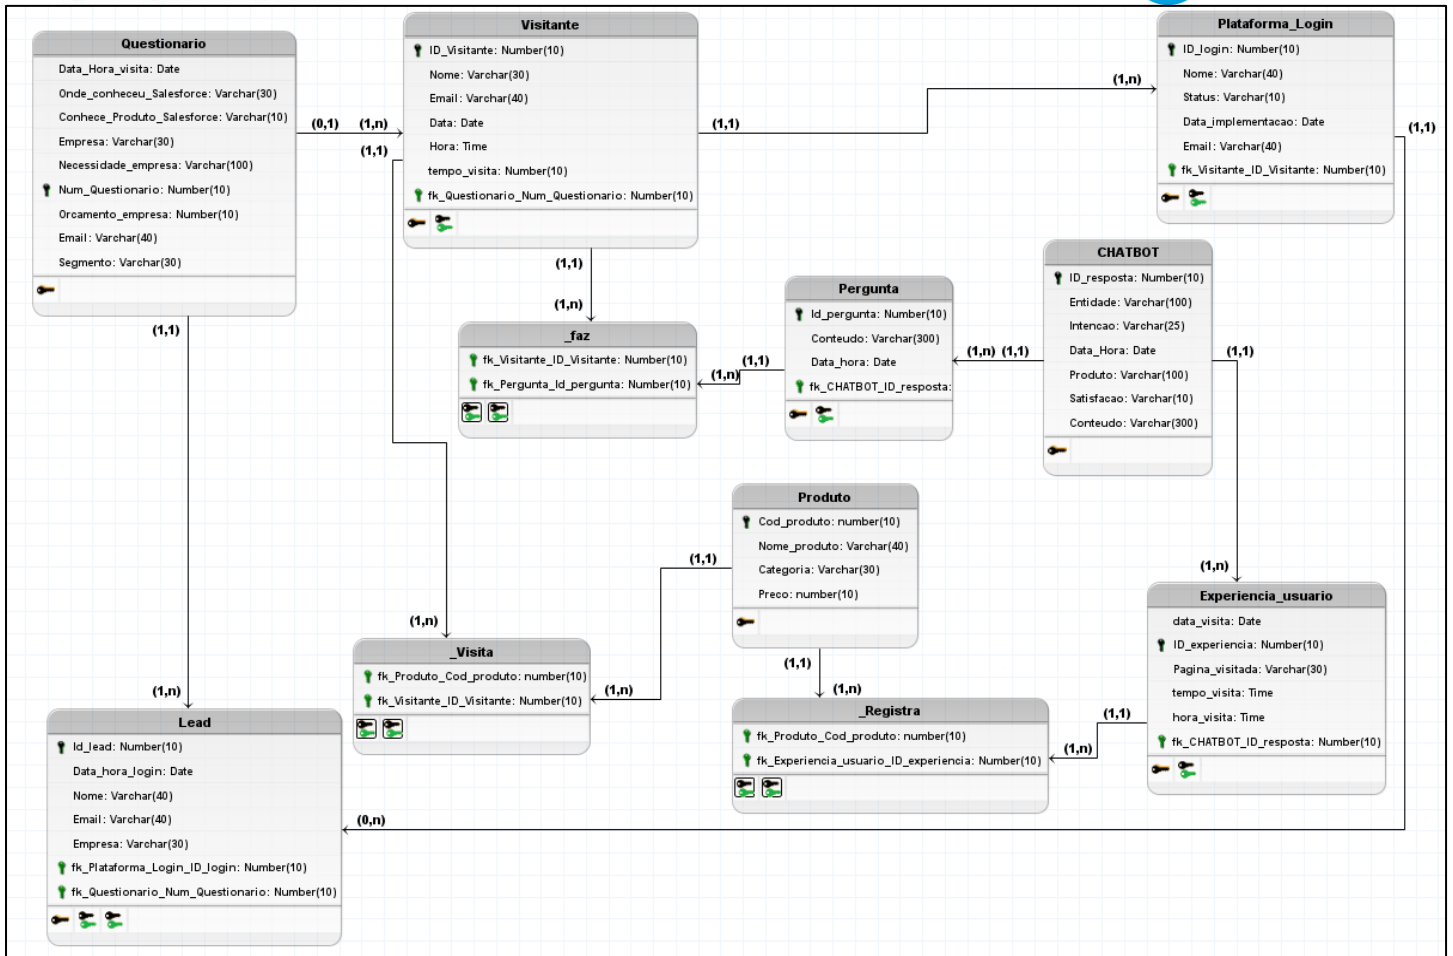 Questionario
Data_Hora_visita: Date
Onde_conheceu_Salesforce: Varchar(30)
Conhece_Produto_Salesforce: Varchar(10)
Empresa: Varchar(30)
Necessidade_empresa: Varchar(100)
Num_Questionario: Number(10)
Orcamento_empresa: Number(10)
Email: Varchar(40)
Segmento: Varchar(30)
(0,1)
(1,n)
(1,1)
Visitante
ID_Visitante: Number(10)
Nome: Varchar(30)
Email: Varchar(40)
Data: Date
Hora: Time
tempo_visita: Number(10)
fk_Questionario_Num_Questionario: Number(10)
(1,1)
(1,n)
Plataforma_Login
ID_login: Number(10)
Nome: Varchar(40)
Status: Varchar(10)
Data_implementacao: Date
Email: Varchar(40)
fk_Visitante_ID_Visitante: Number(10)
(1,1)
(1,1)
(1,n)
_faz
fk_Visitante_ID_Visitante: Number(10)
fk_Pergunta_Id_pergunta: Number(10)
(1,n)
(1,1)
Pergunta
Id_pergunta: Number(10)
Conteudo: Varchar(300)
Data_hora: Date
fk_CHATBOT_ID_resposta:
(1,n)
(1,1)
CHATBOT
ID_resposta: Number(10)
Entidade: Varchar(100)
Intencao: Varchar(25)
Data_Hora: Date
Produto: Varchar(100)
Satisfacao: Varchar(10)
Conteudo: Varchar(300)
(1,1)
(1,n)
(1,1)
(1,n)
Produto
Cod_produto: number(10)
Nome_produto: Varchar(40)
Categoria: Varchar(30)
Preco: number(10)
(1,1)
(1,n)
(1,1)
(1,n)
Experiencia_usuario
data_visita: Date
ID_experiencia: Number(10)
Pagina_visitada: Varchar(30)
tempo_visita: Time
hora_visita: Time
fk_CHATBOT_ID_resposta: Number(10)
(1,n)
_Visita
fk_Produto_Cod_produto: number(10)
fk_Visitante_ID_Visitante: Number(10)
_Registra
fk_Produto_Cod_produto: number(10)
fk_Experiencia_usuario_ID_experiencia: Number(10)
(1,1)
(1,n)
Lead
Id_lead: Number(10)
Data_hora_login: Date
Nome: Varchar(40)
Email: Varchar(40)
Empresa: Varchar(30)
fk_Plataforma_Login_ID_login: Number(10)
fk_Questionario_Num_Questionario: Number(10)
(0,n)